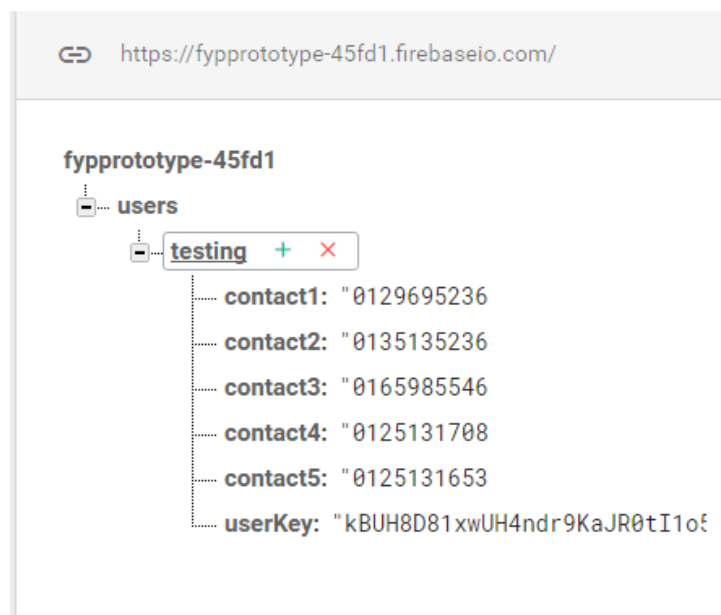 https://fypprototype-45fd1.firebaseio.com/
fypprototype-45fd1
users
testing + ×
contact1: "0129695236
contact2: "0135135236
contact3: "0165985546
contact4: "0125131708
contact5: "0125131653
userKey: "kBUH8D81xwUH4ndr9KaJR0tI1o5